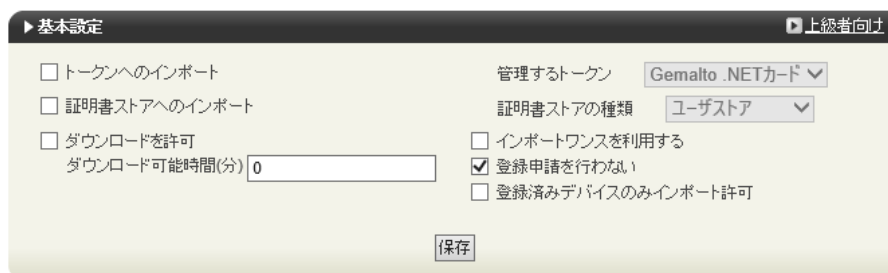 ▶基本設定 ▶上級者向け
トークンへのインポート 管理するトークン Gemalto .NETカード
証明書ストアへのインポート 証明書ストアの種類 ユーザストア
ダウンロードを許可 インポートワンスを利用する
ダウンロード可能時間(分) 0 登録申請を行わない
登録済みデバイスのみインポート許可
保存